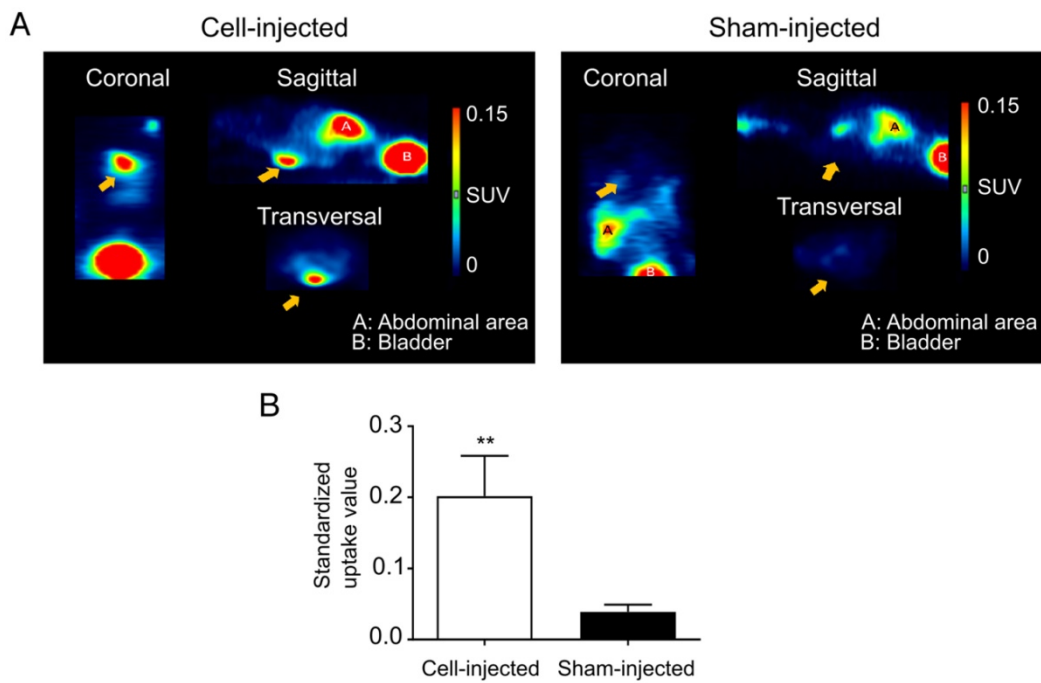 A
Cell-injected
Coronal
Sagittal
A
B
Transversal
0.15
SUV
0
A: Abdominal area
B: Bladder
Sham-injected
Coronal
Sagittal
A
B
A
B
Transversal
0.15
SUV
0
A: Abdominal area
B: Bladder
B
Standardized
uptake value
0.3
0.2
0.1
0.0
**
Cell-injected
Sham-injected